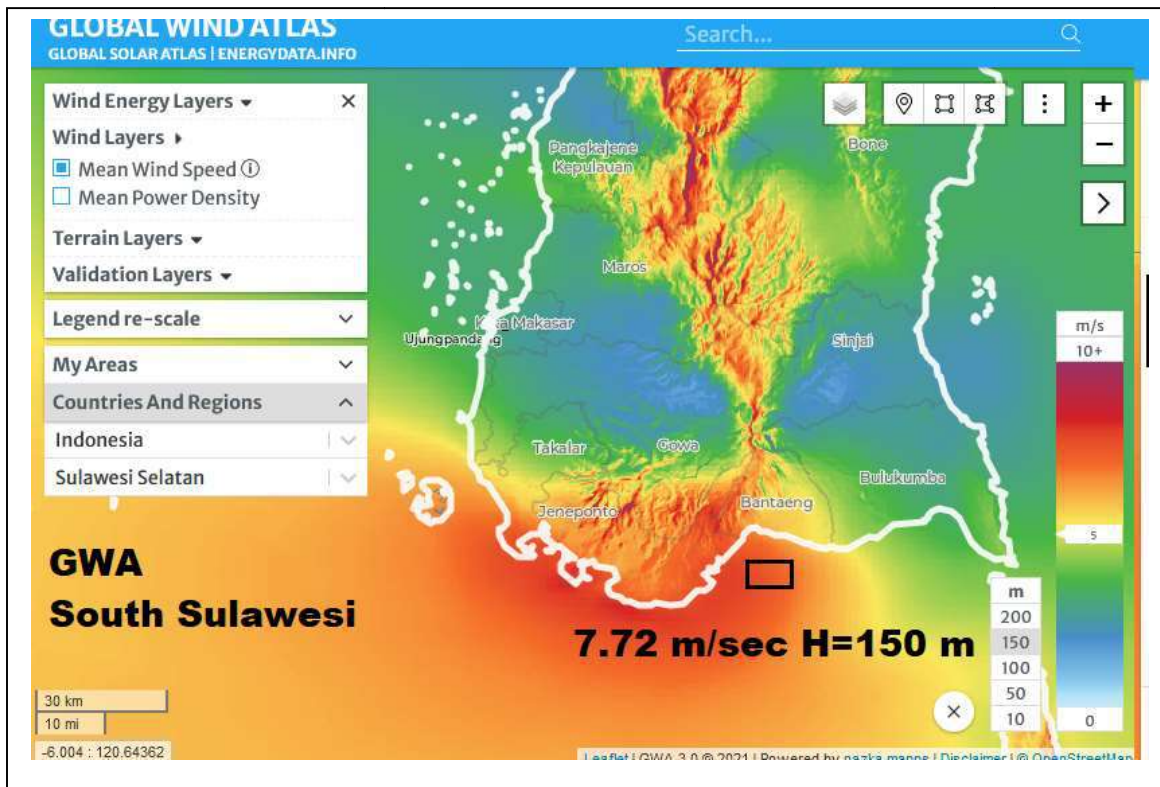 GLOBAL WIND ATLAS
GLOBAL SOLAR ATLAS | ENERGYDATA.INFO
Search...
Wind Energy Layers
Wind Layers
Mean Wind Speed
Mean Power Density
Terrain Layers
Validation Layers
Legend re-scale
My Areas
Countries And Regions
Indonesia
Sulawesi Selatan
Pangkajene
Kepulauan
Bone
Maros
Makasar
Ujungpandang
Sinjai
Takalar
Gowa
Bulukumba
Jeneponto
Bantaeng
+
−
m/s
10+
5
0
m
200
150
100
50
10
GWA
South Sulawesi
7.72 m/sec H=150 m
30 km
10 mi
-6.004 : 120.64362
Leaflet | GWA 3.0 © 2021 | Powered by nazka mapps | Disclaimer | © OpenStreetMap